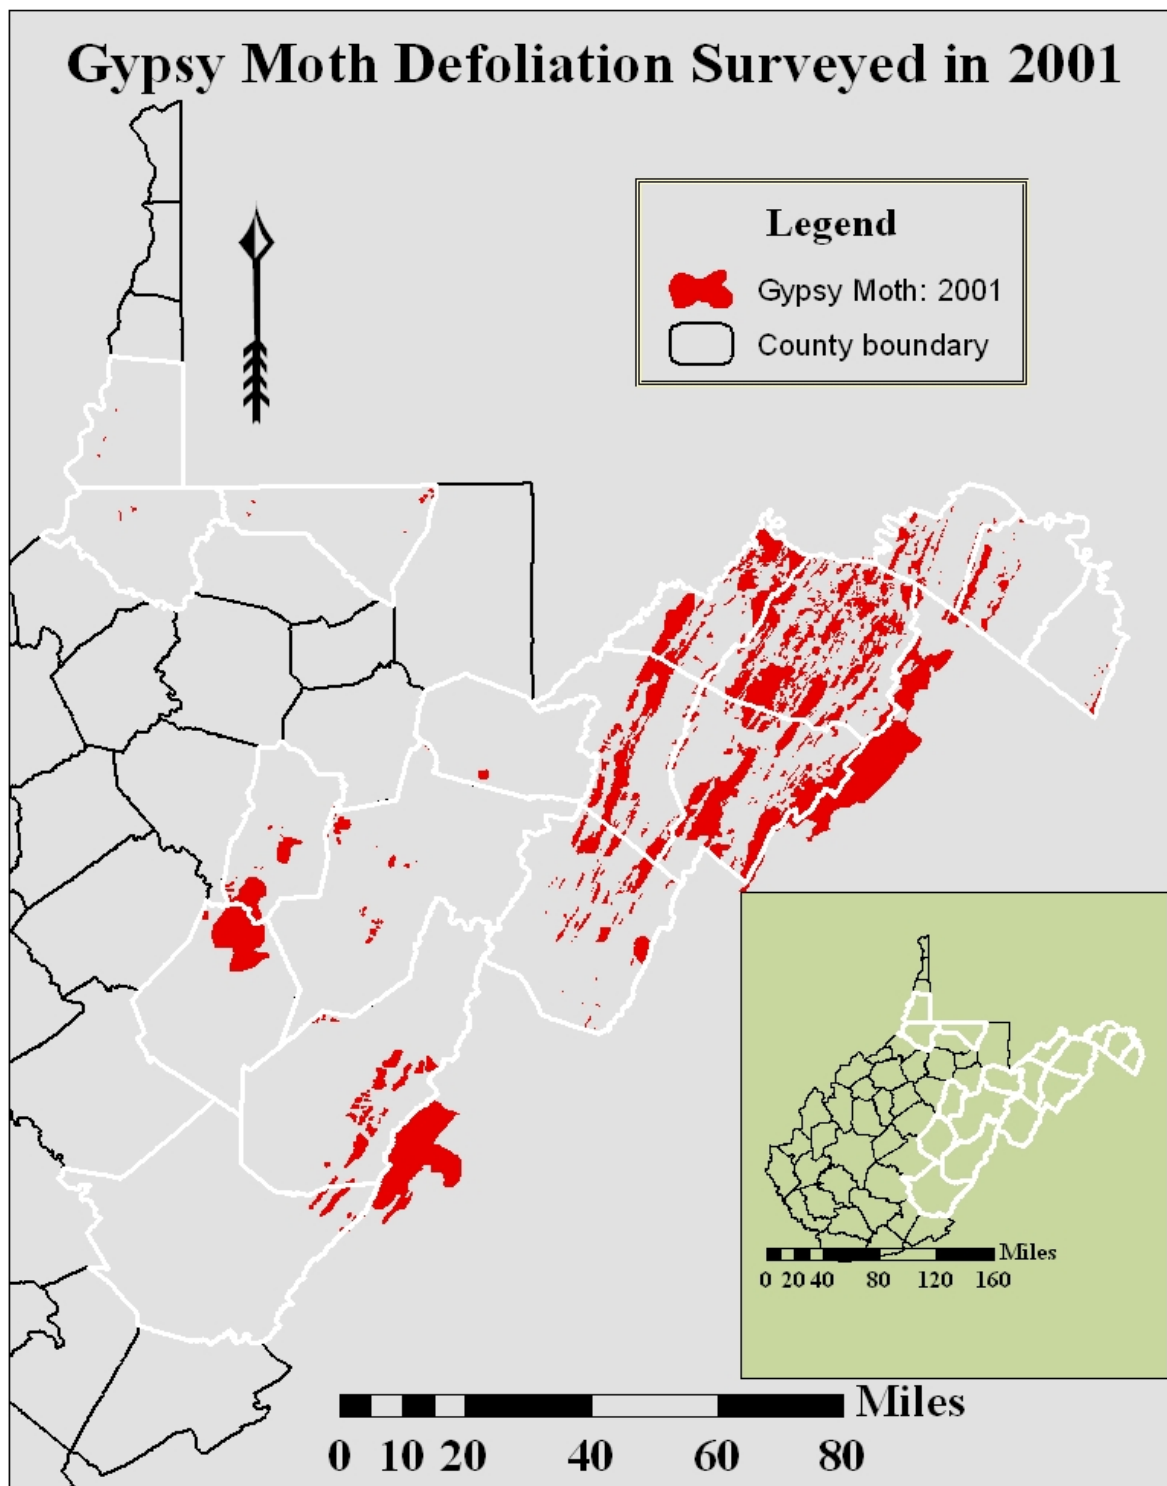 Gypsy Moth Defoliation Surveyed in 2001
Legend
Gypsy Moth: 2001
County boundary
Miles
0 20 40 80 120 160
Miles
0 10 20 40 60 80